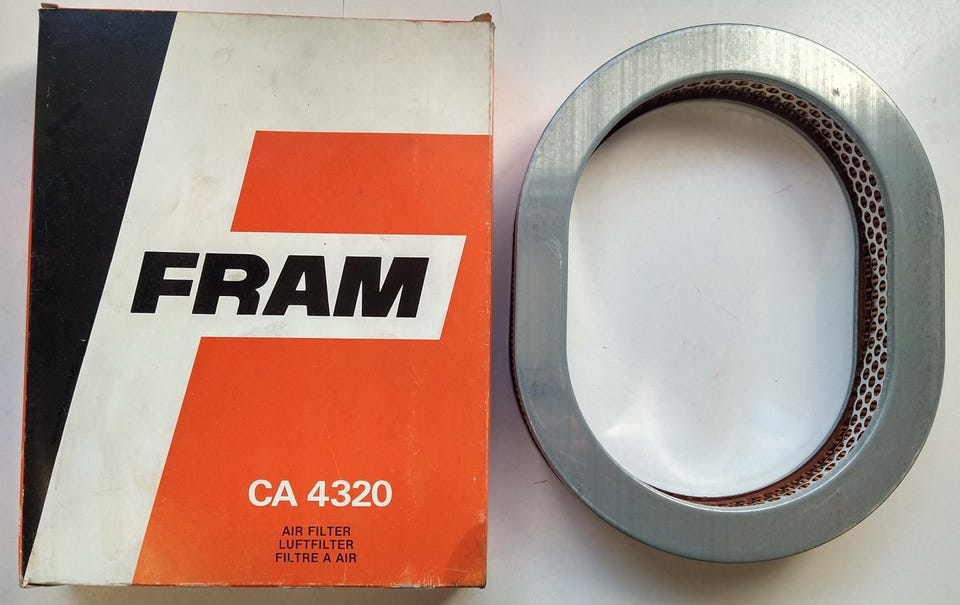 FRAM
CA 4320
AIR FILTER
LUFTFILTER
FILTRE A AIR